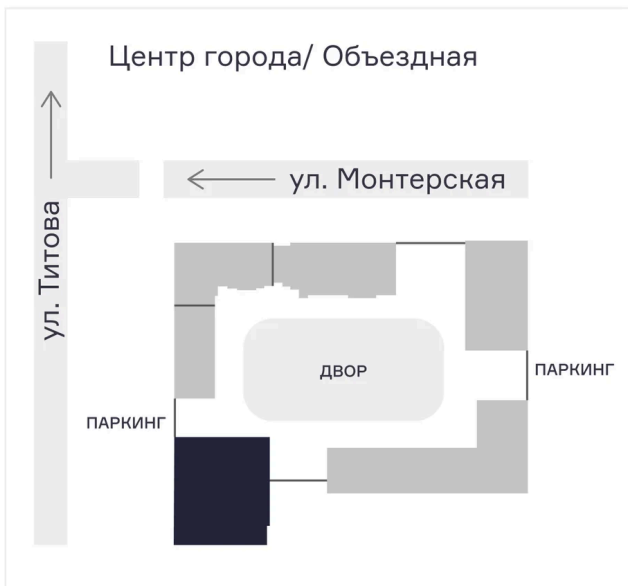 Центр города/ Объездная
ул. Монтерская
ул. Титова
ДВОР
ПАРКИНГ
ПАРКИНГ